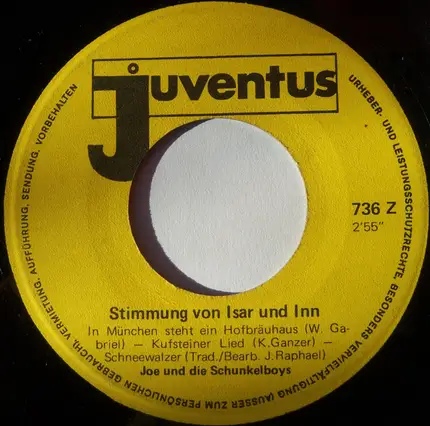 juventus
736 Z
2'55"
Stimmung von Isar und Inn
In München steht ein Hofbräuhaus (W. Ga-
briel) — Kufsteiner Lied (K.Ganzer) —
Schneewalzer (Trad./Bearb. J.Raphael)
Joe und die Schunkelboys
URHEBER- UND LEISTUNGSSCHUTZRECHTE, BESONDERS VERVIELFÄLTIGUNG (AUSSER ZUM PERSÖNLICHEN GEBRAUCH), VERMIETUNG, AUFFÜHRUNG, SENDUNG, VORBEHALTEN